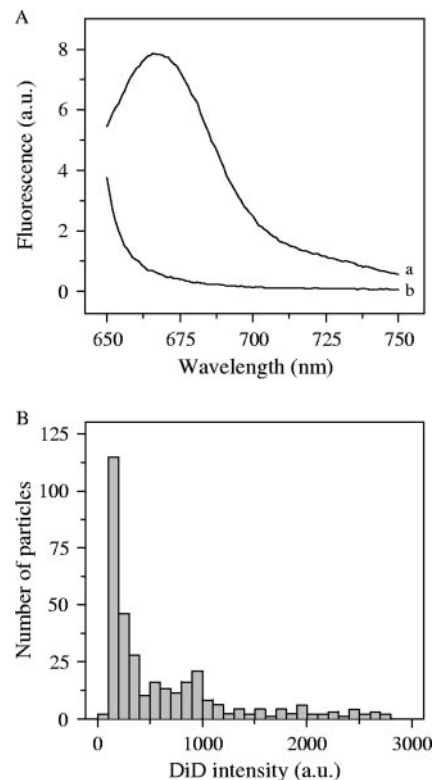 A
8
6
4
2
0
Fluorescence (a.u.)
a
b
650 675 700 725 750
Wavelength (nm)
B
125
100
75
50
25
0
Number of particles
0 1000 2000 3000
DiD intensity (a.u.)